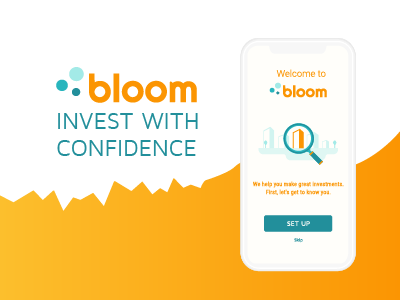 bloom
INVEST WITH
CONFIDENCE
Welcome to
bloom
We help you make great investments.
First, let's get to know you.
SET UP
Skip